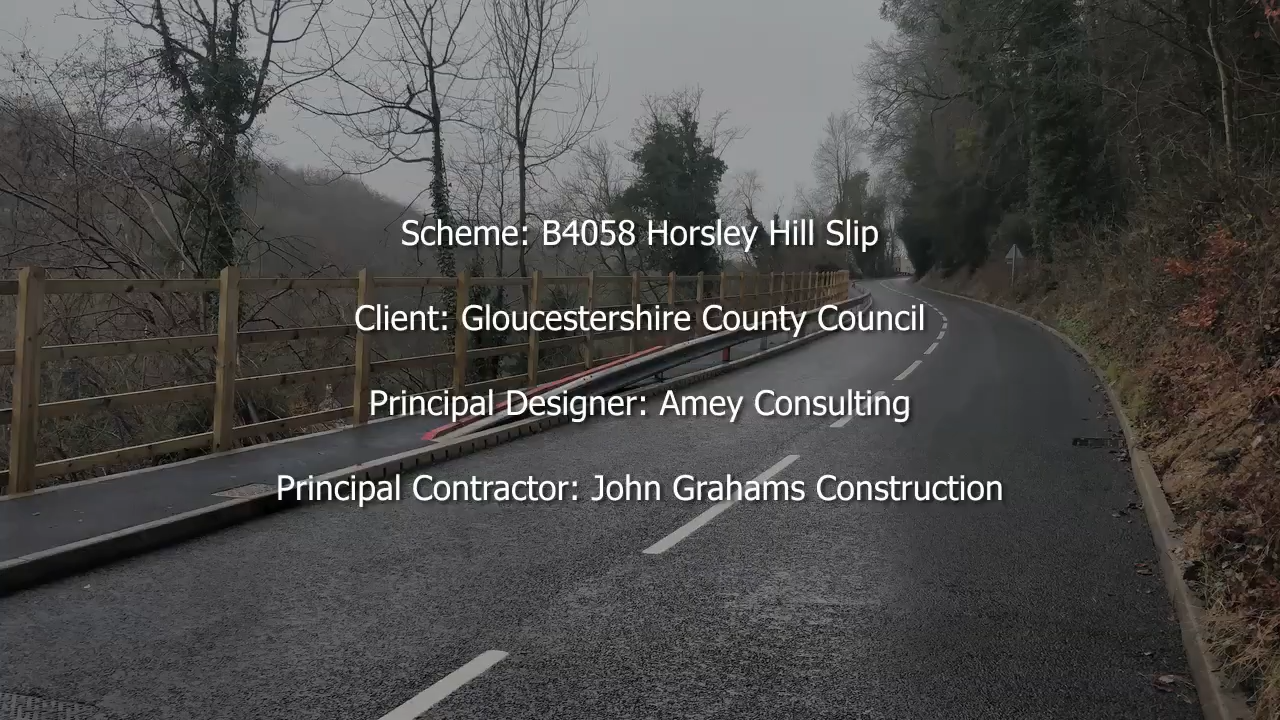 Scheme: B4058 Horsley Hill Slip
Client: Gloucestershire County Council
Principal Designer: Amey Consulting
Principal Contractor: John Grahams Construction